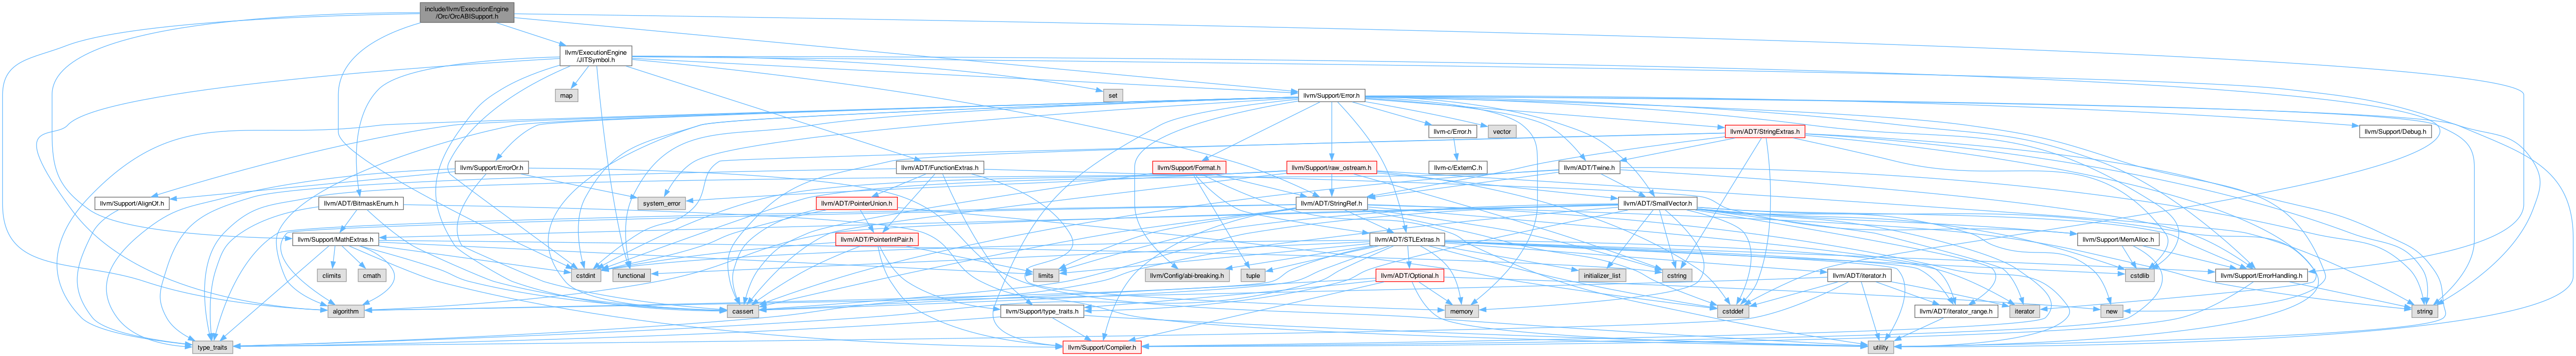 include/llvm/ExecutionEngine
/Orc/OrcABISupport.h
llvm/ExecutionEngine
/JITSymbol.h
map
set
llvm/Support/Error.h
llvm-c/Error.h
vector
llvm/ADT/StringExtras.h
llvm/Support/Debug.h
llvm/Support/ErrorOr.h
llvm/ADT/FunctionExtras.h
llvm/Support/Format.h
llvm/Support/raw_ostream.h
llvm-c/ExternC.h
llvm/ADT/Twine.h
llvm/Support/AlignOf.h
llvm/ADT/BitmaskEnum.h
system_error
llvm/ADT/PointerUnion.h
llvm/ADT/StringRef.h
llvm/ADT/SmallVector.h
llvm/Support/MathExtras.h
llvm/ADT/PointerIntPair.h
llvm/ADT/STLExtras.h
llvm/Support/MemAlloc.h
climits
cmath
cstdint
functional
limits
llvm/Config/abi-breaking.h
tuple
llvm/ADT/Optional.h
initializer_list
cstring
llvm/ADT/iterator.h
cstdlib
llvm/Support/ErrorHandling.h
algorithm
cassert
llvm/Support/type_traits.h
memory
cstddef
llvm/ADT/iterator_range.h
iterator
new
string
type_traits
llvm/Support/Compiler.h
utility